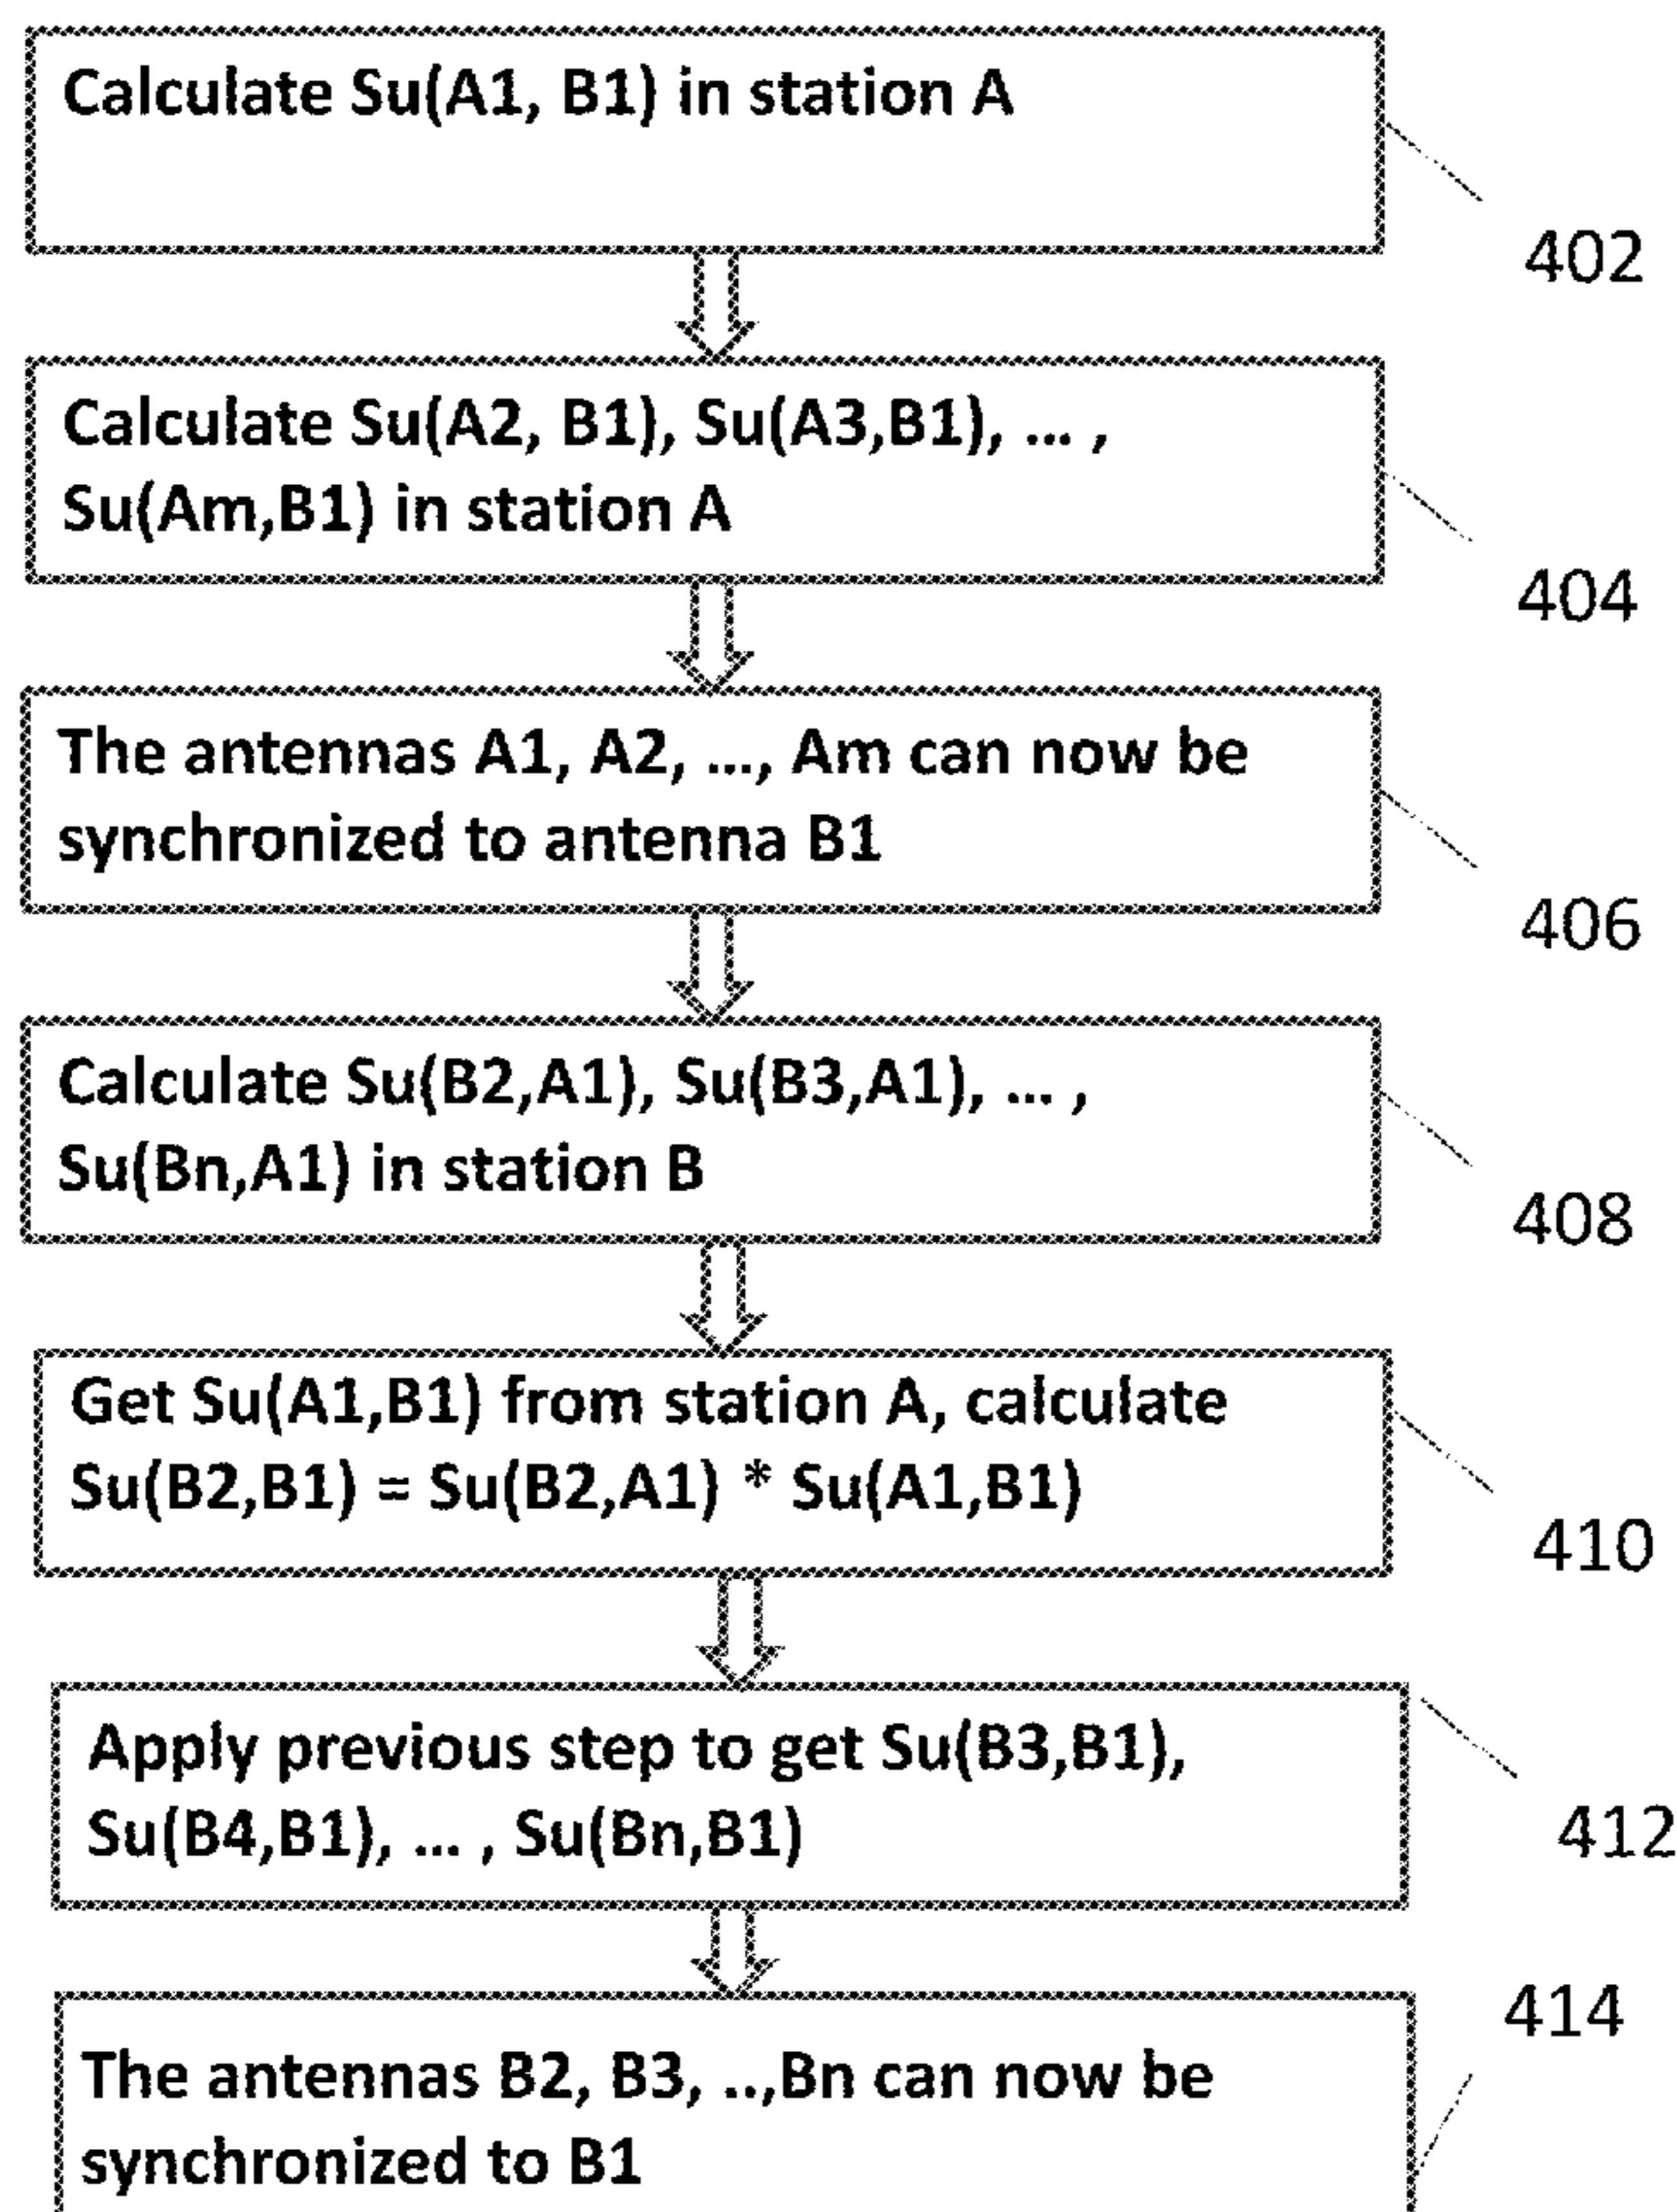 Calculate Su(A1, B1) in station A
402
Calculate Su(A2, B1), Su(A3,B1), ... ,
Su(Am,B1) in station A
404
The antennas A1, A2, ..., Am can now be
synchronized to antenna B1
406
Calculate Su(B2,A1), Su(B3,A1), ... ,
Su(Bn,A1) in station B
408
Get Su(A1,B1) from station A, calculate
Su(B2,B1) = Su(B2,A1) * Su(A1,B1)
410
Apply previous step to get Su(B3,B1),
Su(B4,B1), ... , Su(Bn,B1)
412
414
The antennas B2, B3, ..,Bn can now be
synchronized to B1